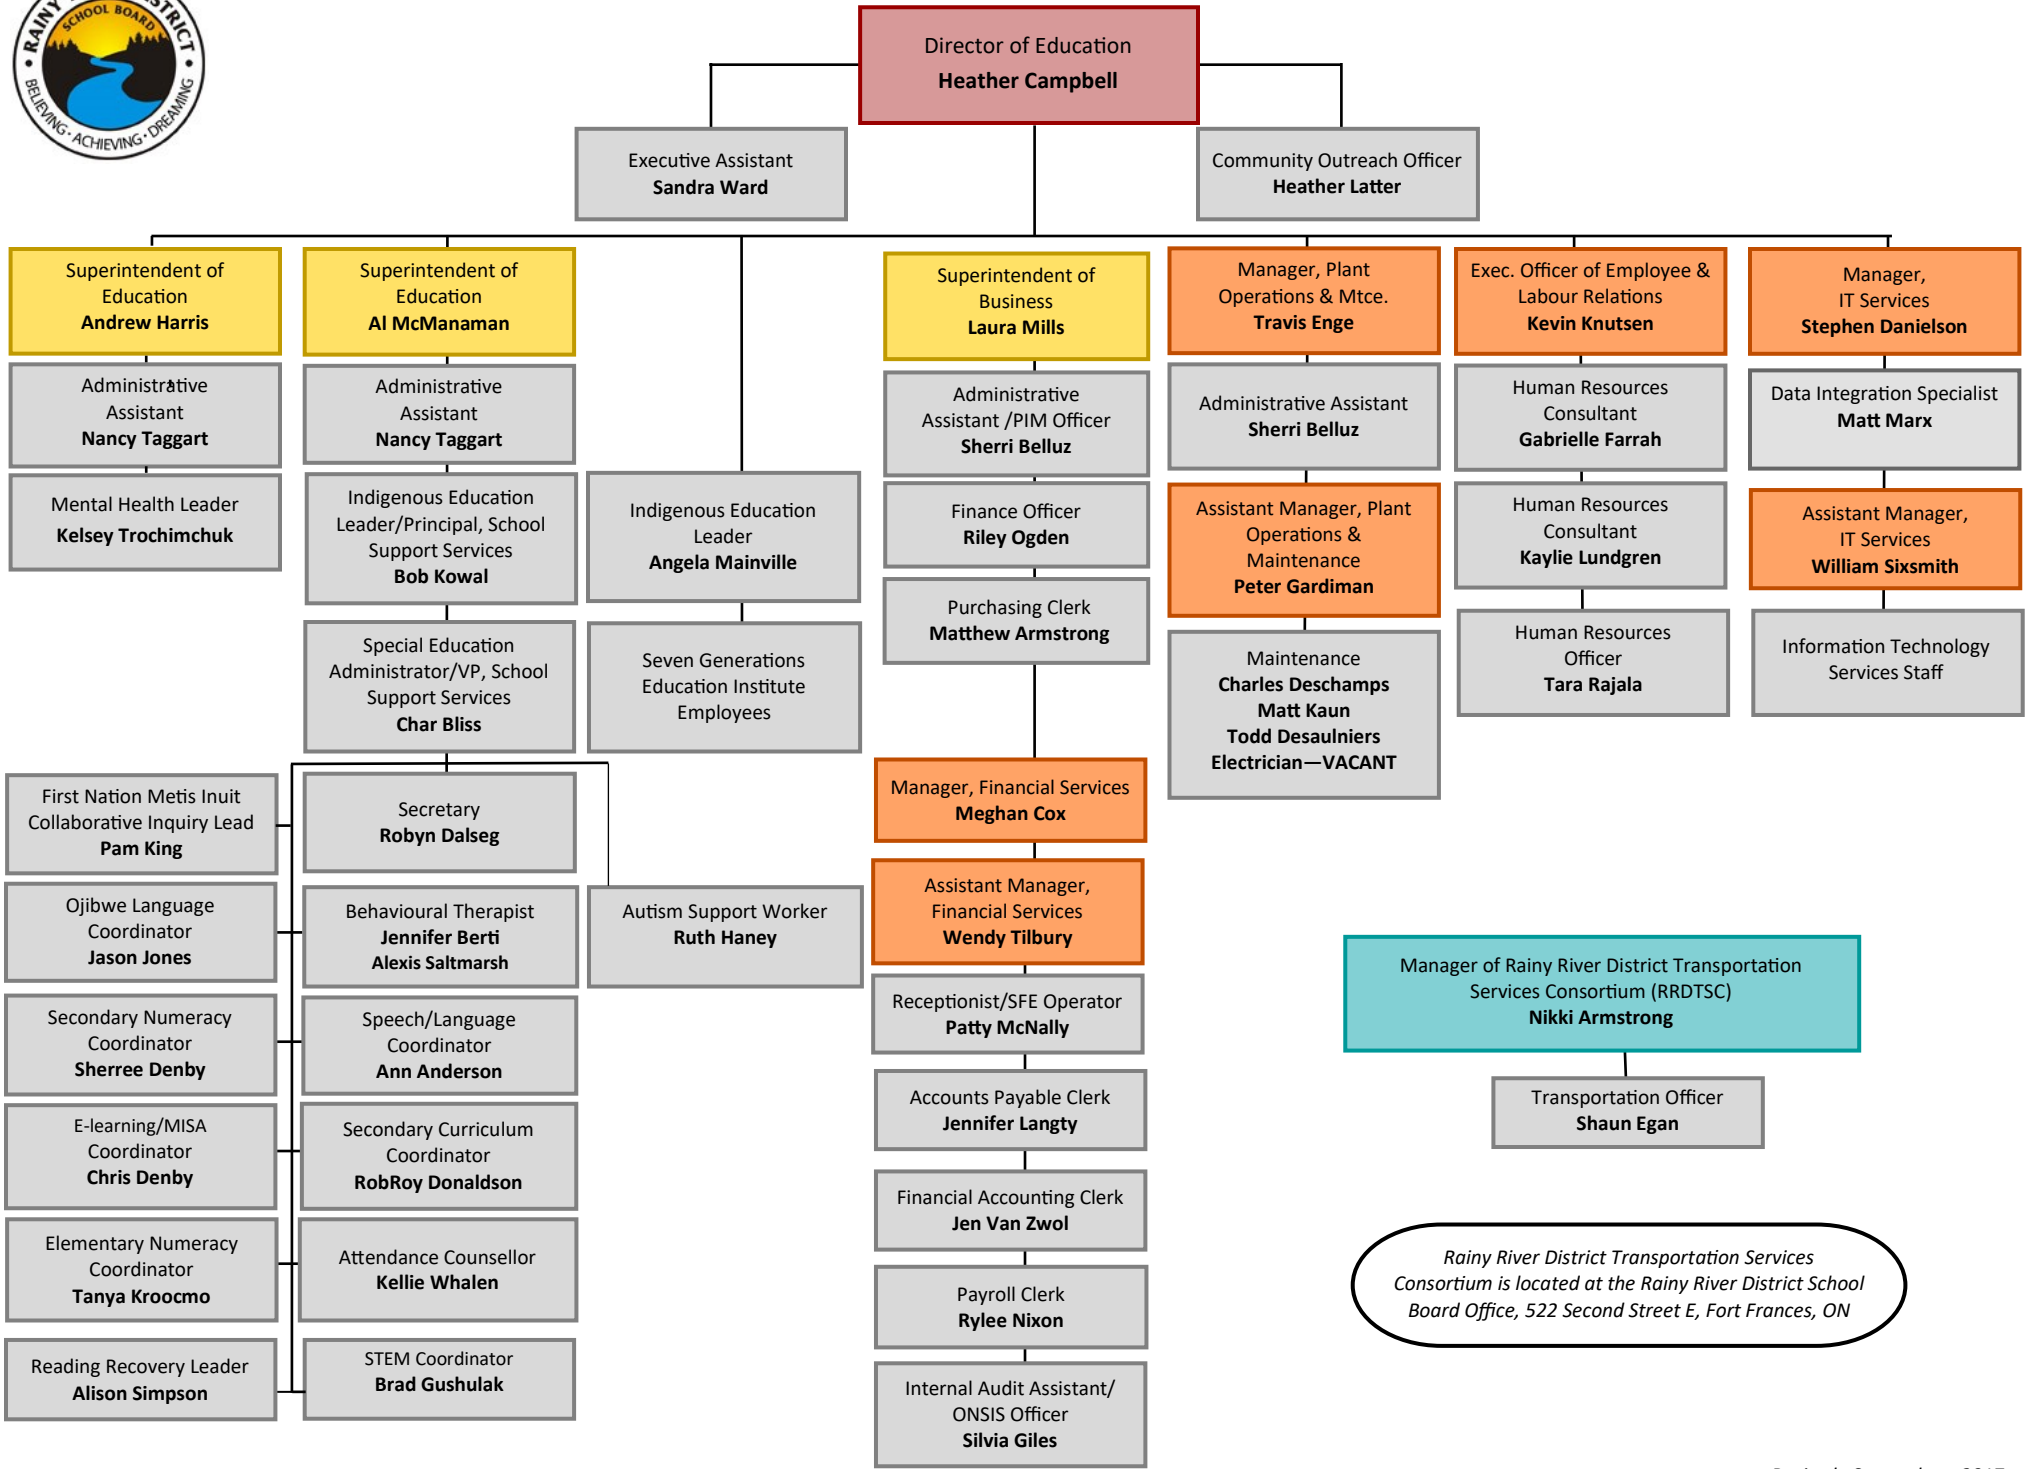 RAINY
DISTRICT
SCHOOL BOARD
BELIEVING · ACHIEVING · DREAMING
Director of Education
Heather Campbell
Executive Assistant
Sandra Ward
Community Outreach Officer
Heather Latter
Superintendent of
Education
Andrew Harris
Superintendent of
Education
Al McManaman
Superintendent of
Business
Laura Mills
Manager, Plant
Operations & Mtce.
Travis Enge
Exec. Officer of Employee &
Labour Relations
Kevin Knutsen
Manager,
IT Services
Stephen Danielson
Administrative
Assistant
Nancy Taggart
Administrative
Assistant
Nancy Taggart
Administrative
Assistant /PIM Officer
Sherri Belluz
Administrative Assistant
Sherri Belluz
Human Resources
Consultant
Gabrielle Farrah
Data Integration Specialist
Matt Marx
Mental Health Leader
Kelsey Trochimchuk
Indigenous Education
Leader/Principal, School
Support Services
Bob Kowal
Indigenous Education
Leader
Angela Mainville
Finance Officer
Riley Ogden
Assistant Manager, Plant
Operations &
Maintenance
Peter Gardiman
Human Resources
Consultant
Kaylie Lundgren
Assistant Manager,
IT Services
William Sixsmith
Special Education
Administrator/VP, School
Support Services
Char Bliss
Seven Generations
Education Institute
Employees
Purchasing Clerk
Matthew Armstrong
Maintenance
Charles Deschamps
Matt Kaun
Todd Desaulniers
Electrician—VACANT
Human Resources
Officer
Tara Rajala
Information Technology
Services Staff
First Nation Metis Inuit
Collaborative Inquiry Lead
Pam King
Secretary
Robyn Dalseg
Manager, Financial Services
Meghan Cox
Ojibwe Language
Coordinator
Jason Jones
Behavioural Therapist
Jennifer Berti
Alexis Saltmarsh
Autism Support Worker
Ruth Haney
Assistant Manager,
Financial Services
Wendy Tilbury
Manager of Rainy River District Transportation
Services Consortium (RRDTSC)
Nikki Armstrong
Secondary Numeracy
Coordinator
Sherree Denby
Speech/Language
Coordinator
Ann Anderson
Receptionist/SFE Operator
Patty McNally
Transportation Officer
Shaun Egan
E-learning/MISA
Coordinator
Chris Denby
Secondary Curriculum
Coordinator
RobRoy Donaldson
Accounts Payable Clerk
Jennifer Langty
Financial Accounting Clerk
Jen Van Zwol
Elementary Numeracy
Coordinator
Tanya Kroocmo
Attendance Counsellor
Kellie Whalen
Payroll Clerk
Rylee Nixon
Rainy River District Transportation Services
Consortium is located at the Rainy River District School
Board Office, 522 Second Street E, Fort Frances, ON
Reading Recovery Leader
Alison Simpson
STEM Coordinator
Brad Gushulak
Internal Audit Assistant/
ONSIS Officer
Silvia Giles